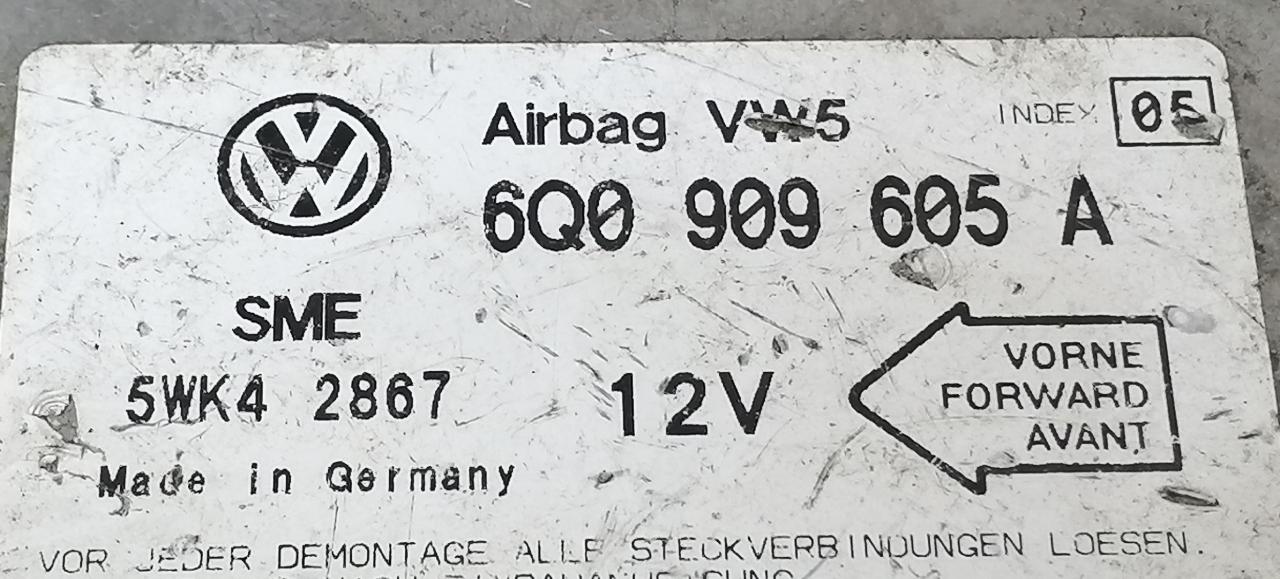 Airbag VW5 INDEX 05
6Q0 909 605 A
SME
5WK4 2867
12V
VORNE
FORWARD
AVANT
Made in Germany
VOR JEDER DEMONTAGE ALLE STECKVERBINDUNGEN LOESEN.